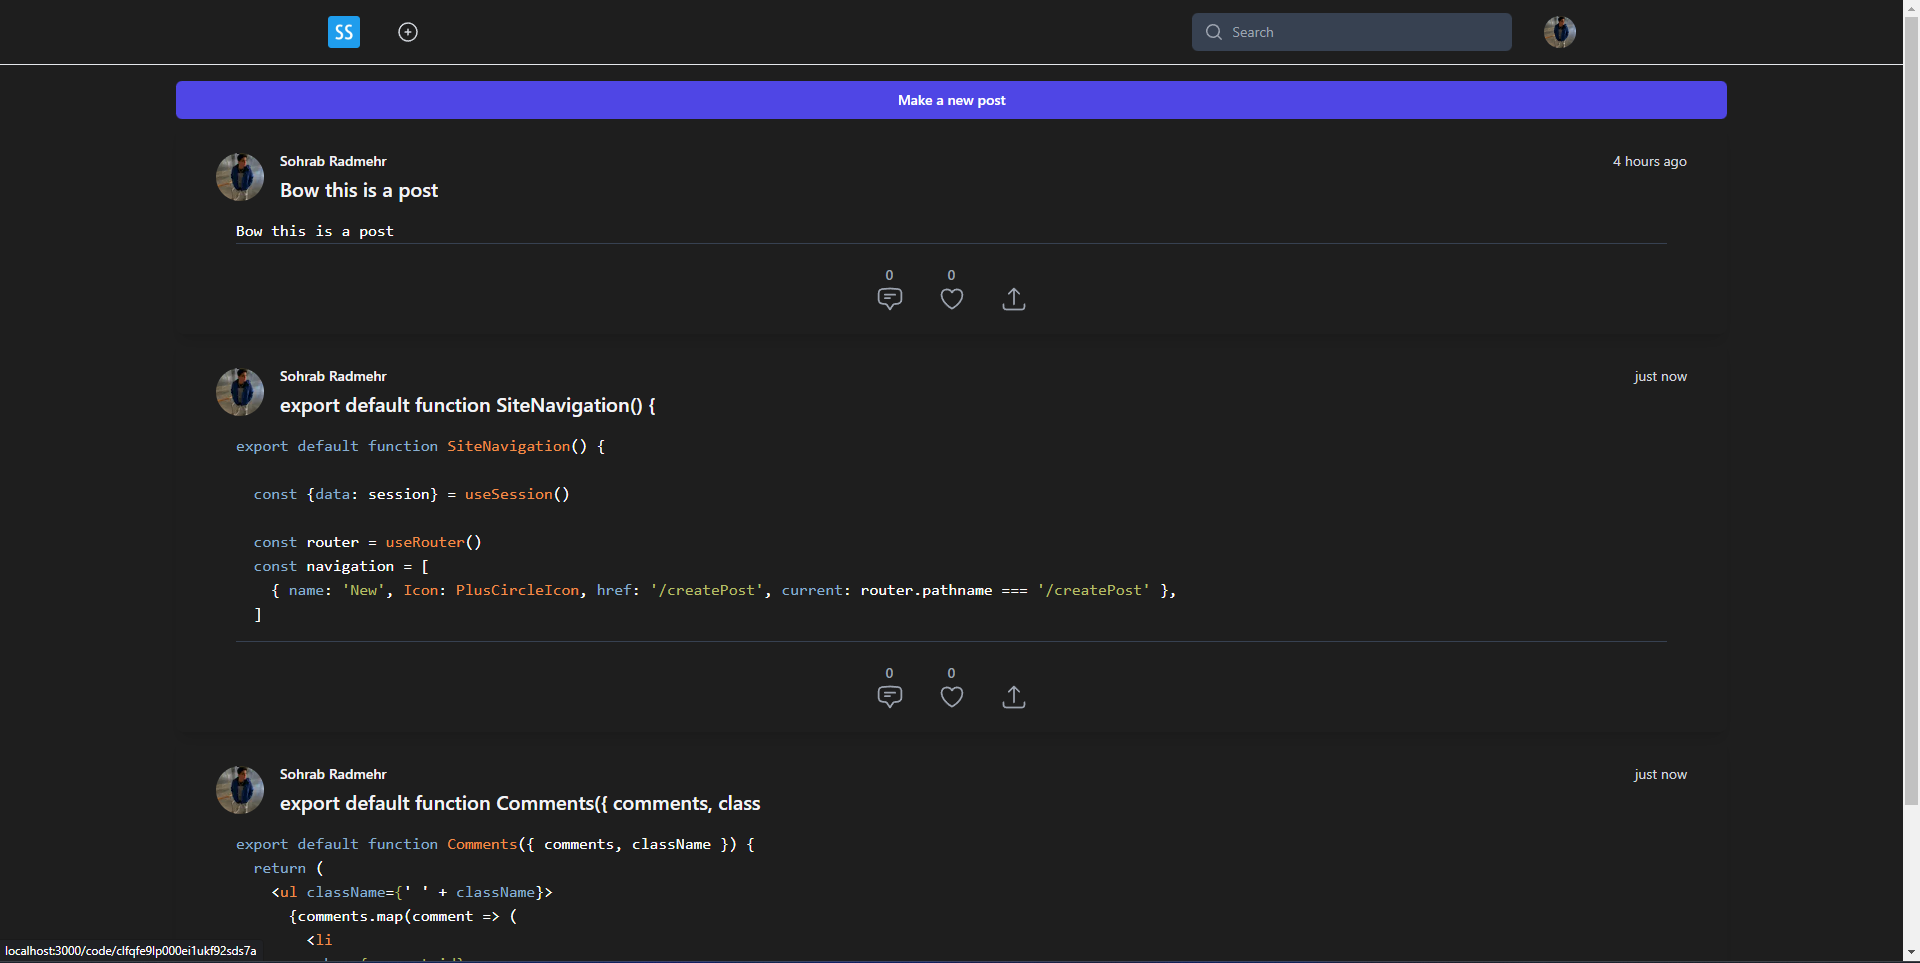 SS
Search
Make a new post
Sohrab Radmehr
4 hours ago
Bow this is a post
Bow this is a post
0 0
Sohrab Radmehr
just now
export default function SiteNavigation() {
export default function SiteNavigation() {
const {data: session} = useSession()
const router = useRouter()
const navigation = [
{ name: 'New', Icon: PlusCircleIcon, href: '/createPost', current: router.pathname === '/createPost' },
]
0 0
Sohrab Radmehr
just now
export default function Comments({ comments, class
export default function Comments({ comments, className }) {
return (
<ul className={' ' + className}>
{comments.map(comment => (
<li
localhost:3000/code/clfqfe9lp000ei1ukf92sds7a